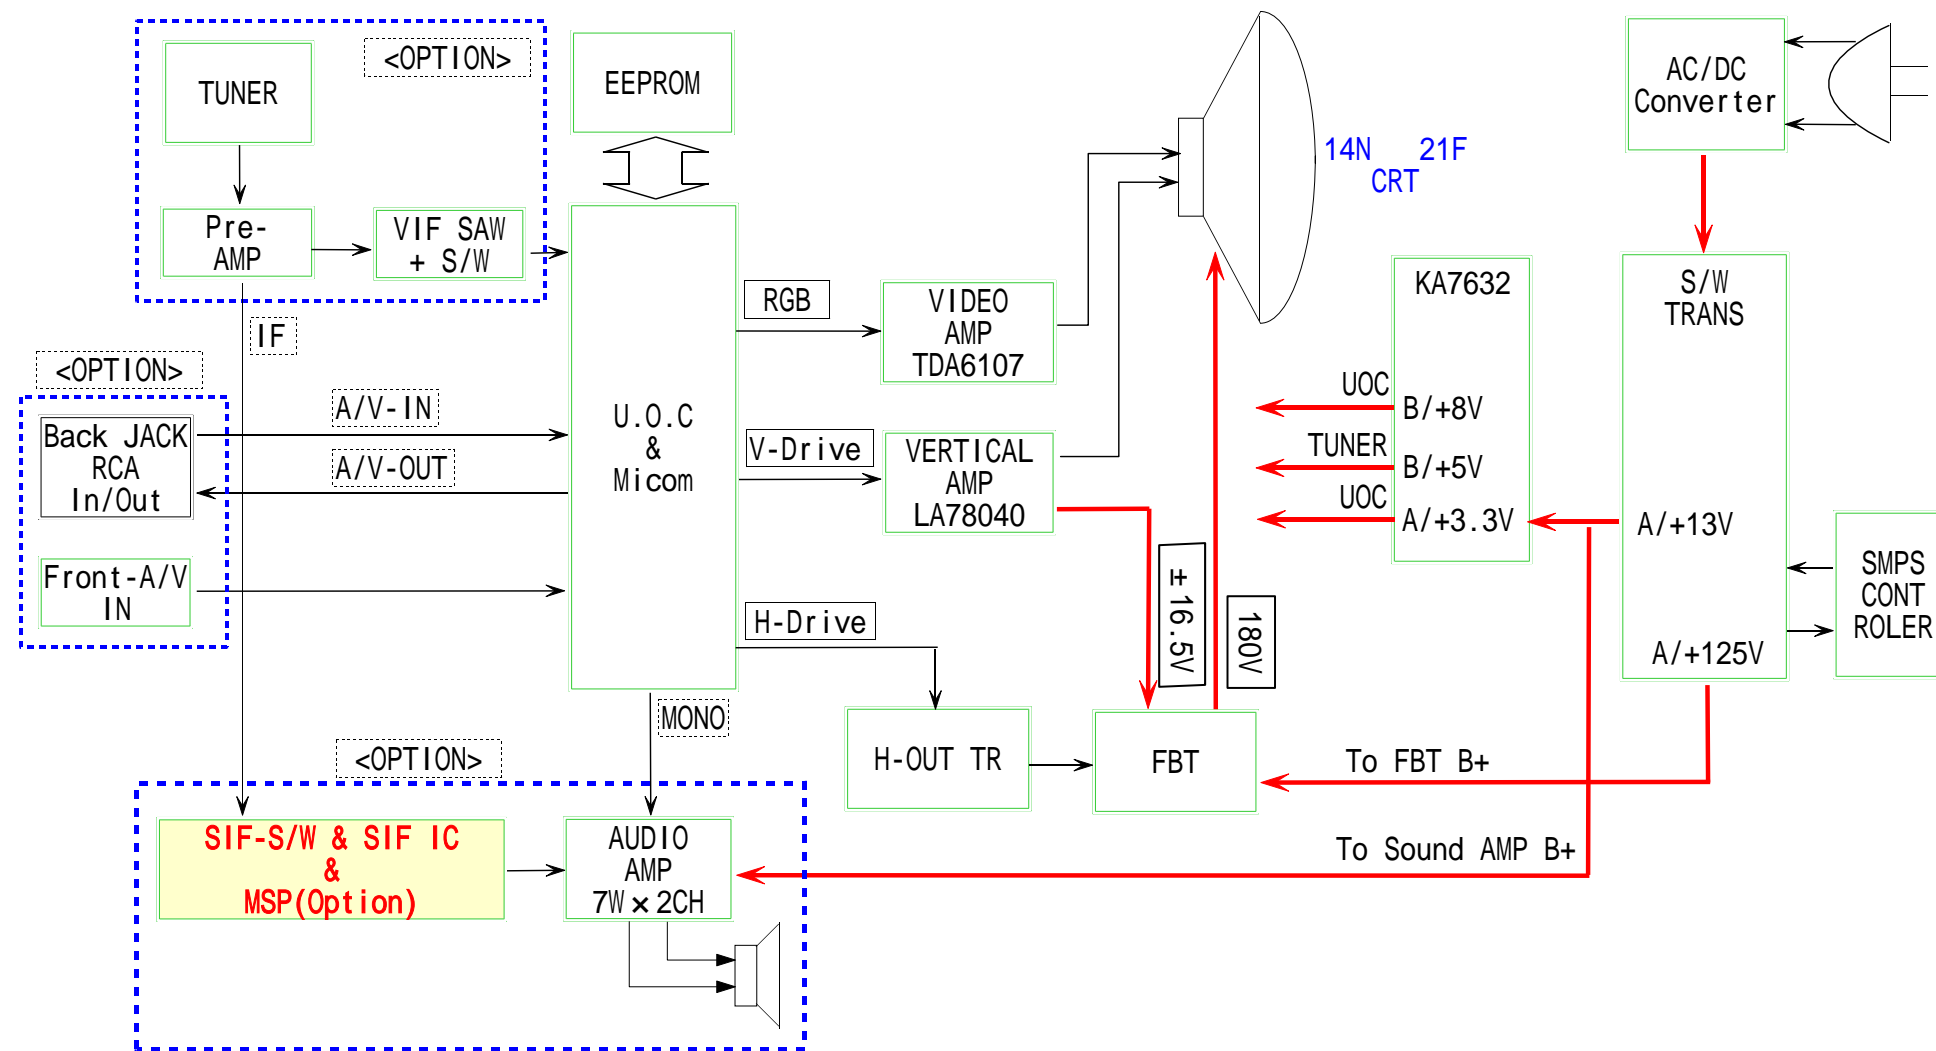 <OPTION>
TUNER
Pre-
AMP
VIF SAW
+ S/W
IF
EEPROM
<OPTION>
Back JACK
RCA
In/Out
Front-A/V
IN
A/V-IN
A/V-OUT
U.O.C
&
Micom
RGB
V-Drive
H-Drive
MONO
VIDEO
AMP
TDA6107
VERTICAL
AMP
LA78040
14N 21F
CRT
AC/DC
Converter
KA7632
UOC
B/+8V
TUNER
B/+5V
UOC
A/+3.3V
S/W
TRANS
A/+13V
A/+125V
SMPS
CONT
ROLER
±16.5V
180V
H-OUT TR
FBT
To FBT B+
To Sound AMP B+
<OPTION>
SIF-S/W & SIF IC
&
MSP(Option)
AUDIO
AMP
7W×2CH